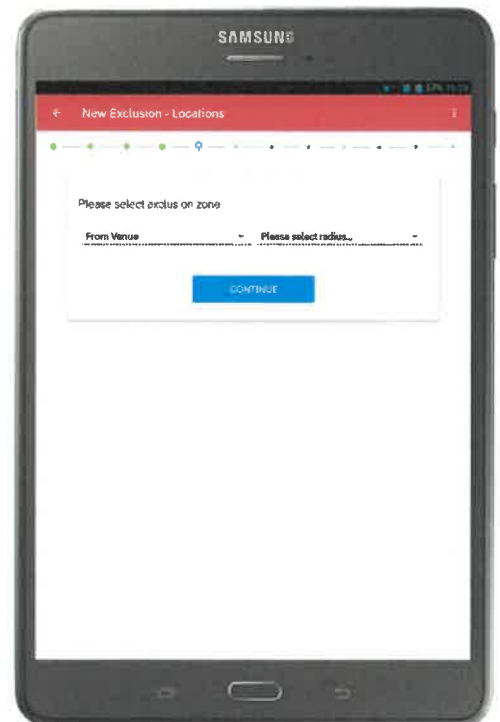 SAMSUNG
New Exclusion - Locations
Please select exclus on zone
From Venue
Please select radius...
CONTINUE